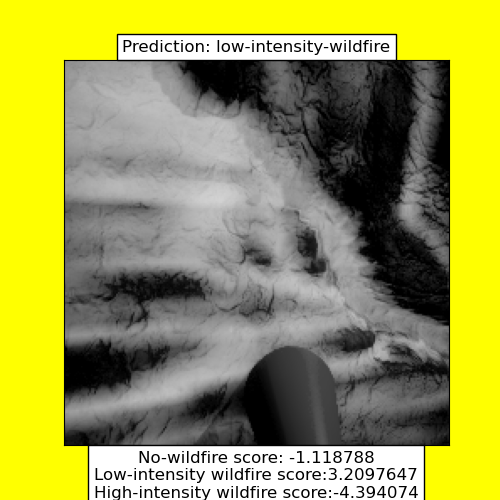 Prediction: low-intensity-wildfire
No-wildfire score: -1.118788
Low-intensity wildfire score:3.2097647
High-intensity wildfire score:-4.394074